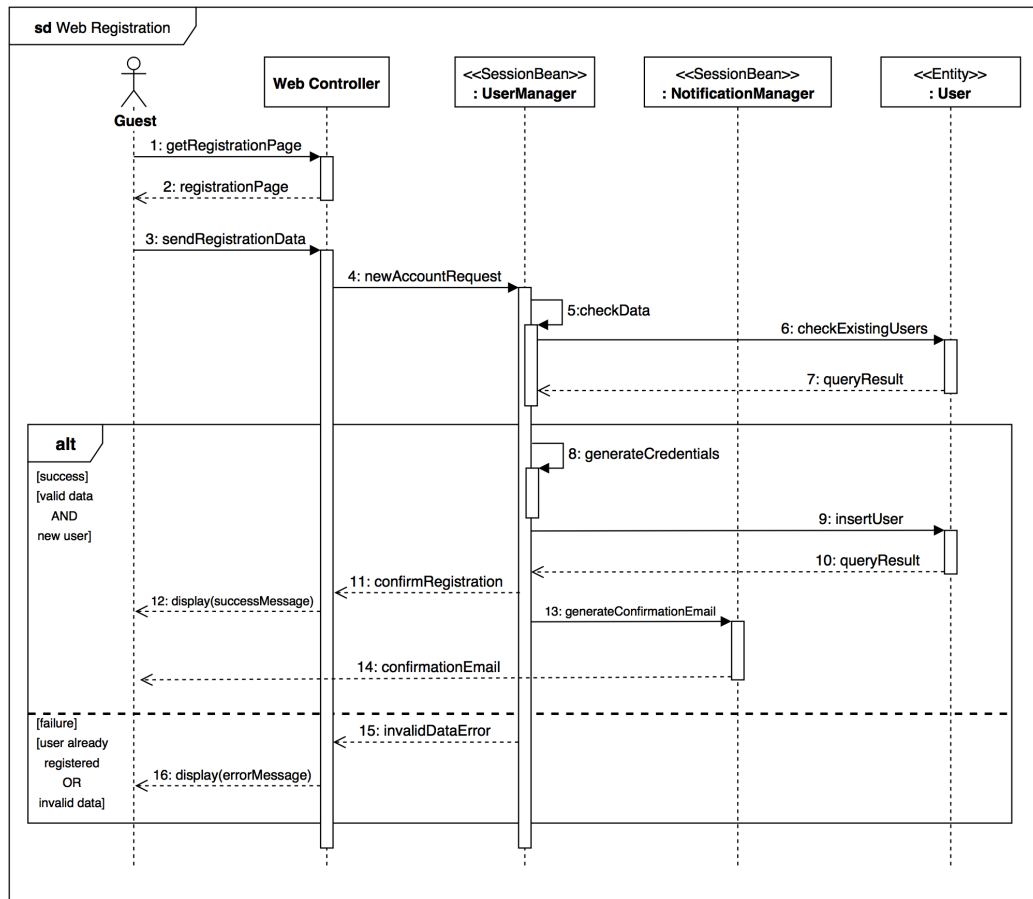 sd Web Registration
Guest
Web Controller
<<SessionBean>>
: UserManager
<<SessionBean>>
: NotificationManager
<<Entity>>
: User
1: getRegistrationPage
2: registrationPage
3: sendRegistrationData
4: newAccountRequest
5:checkData
6: checkExistingUsers
7: queryResult
alt
[success]
[valid data
AND
new user]
8: generateCredentials
9: insertUser
10: queryResult
11: confirmRegistration
12: display(successMessage)
13: generateConfirmationEmail
14: confirmationEmail
[failure]
[user already
registered
OR
invalid data]
15: invalidDataError
16: display(errorMessage)